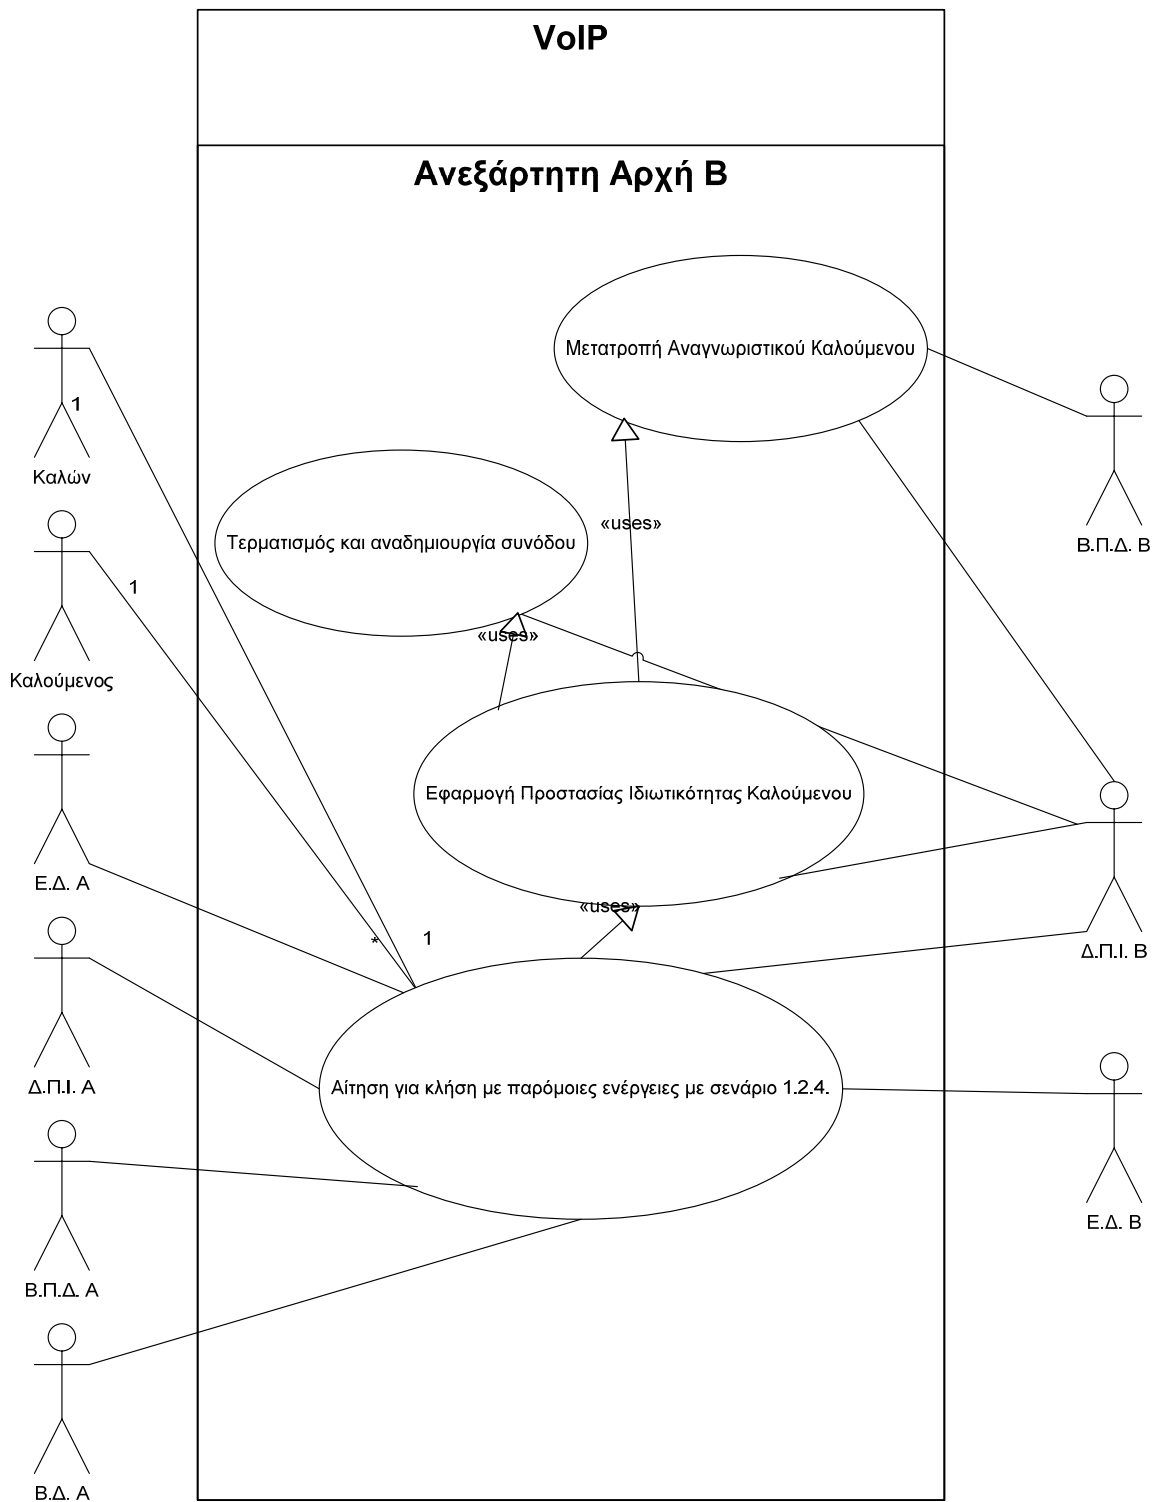 VoIP
Ανεξάρτητη Αρχή Β
Μετατροπή Αναγνωριστικού Καλούμενου
1
Καλών
«uses»
Τερματισμός και αναδημιουργία συνόδου
Β.Π.Δ. Β
1
«uses»
Καλούμενος
Εφαρμογή Προστασίας Ιδιωτικότητας Καλούμενου
Ε.Δ. Α
«uses»
*
1
Δ.Π.Ι. Β
Δ.Π.Ι. Α
Αίτηση για κλήση με παρόμοιες ενέργειες με σενάριο 1.2.4.
Ε.Δ. Β
Β.Π.Δ. Α
Β.Δ. Α